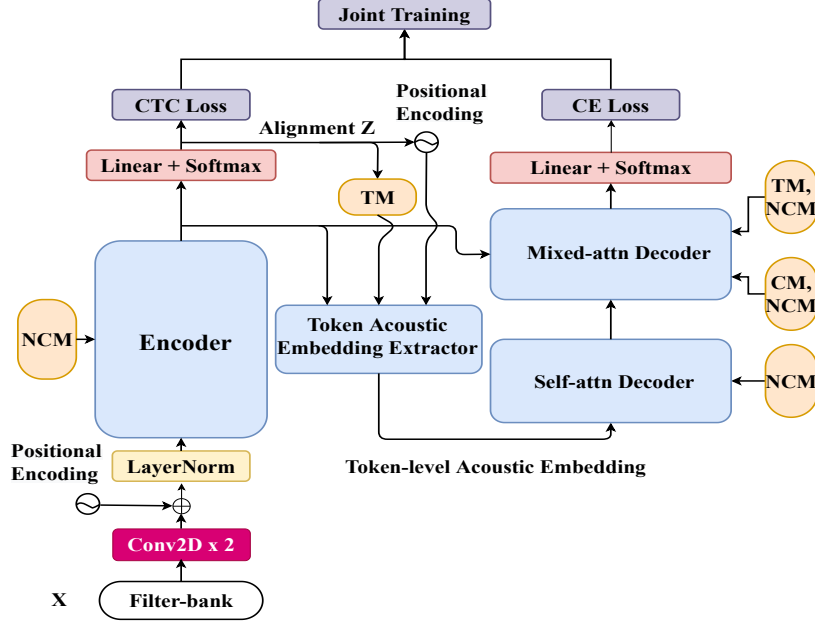 Joint Training
CTC Loss
Positional
Encoding
CE Loss
Alignment Z
Linear + Softmax
Linear + Softmax
TM
TM,
NCM
Mixed-attn Decoder
CM,
NCM
NCM
Encoder
Token Acoustic
Embedding Extractor
Self-attn Decoder
NCM
Positional
Encoding
LayerNorm
Token-level Acoustic Embedding
Conv2D x 2
X
Filter-bank